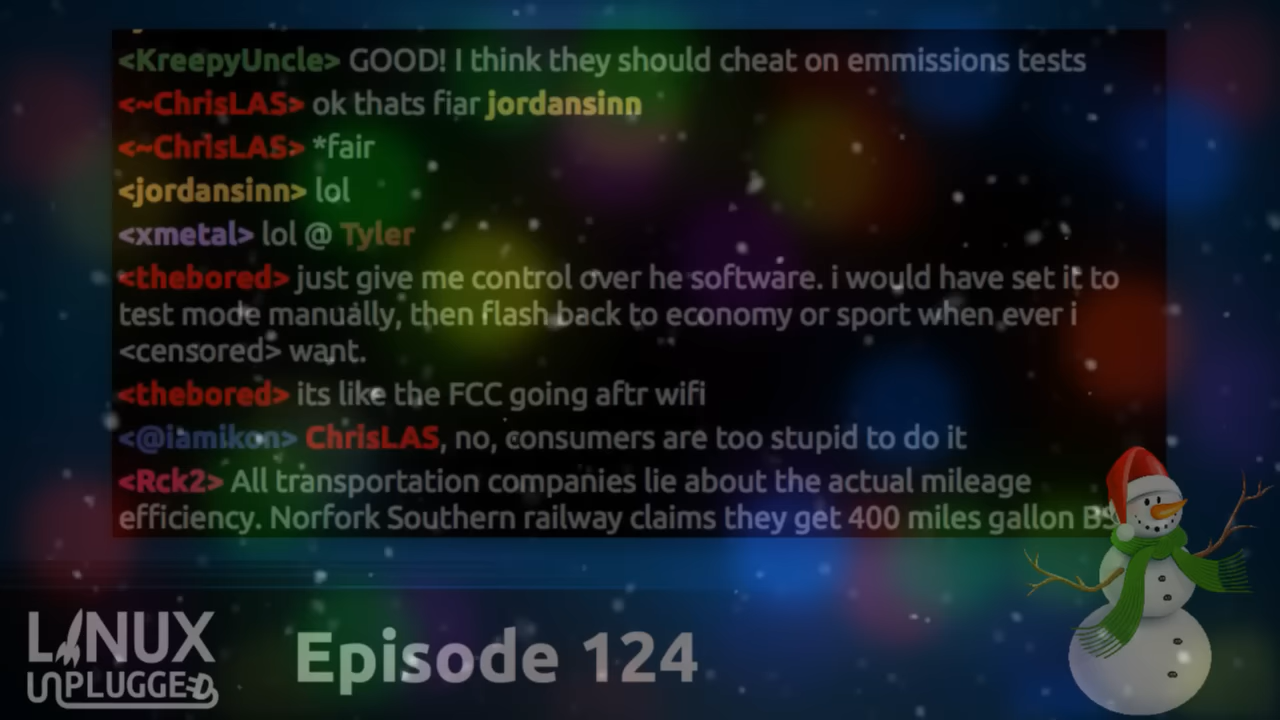 <KreepyUncle> GOOD! I think they should cheat on emmissions tests
<~ChrisLAS> ok thats fiar jordansinn
<~ChrisLAS> *fair
<jordansinn> lol
<xmetal> lol @ Tyler
<thebored> just give me control over he software. i would have set it to
test mode manually, then flash back to economy or sport when ever i
<censored> want.
<thebored> its like the FCC going aftr wifi
<@iamikon> ChrisLAS, no, consumers are too stupid to do it
<Rck2> All transportation companies lie about the actual mileage
efficiency. Norfork Southern railway claims they get 400 miles gallon BS
LINUX
UNPLUGGED
Episode 124